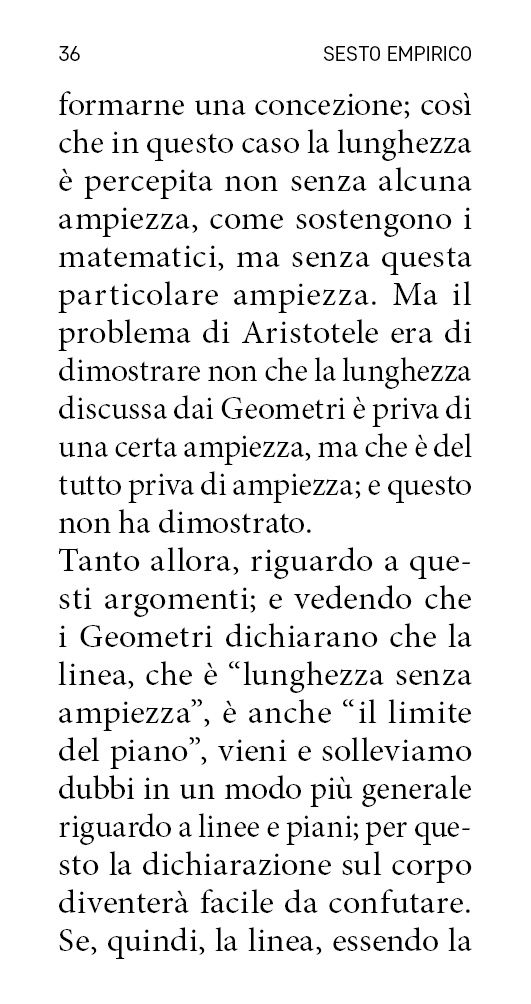 36 SESTO EMPIRICO
formarne una concezione; così
che in questo caso la lunghezza
è percepita non senza alcuna
ampiezza, come sostengono i
matematici, ma senza questa
particolare ampiezza. Ma il
problema di Aristotele era di
dimostrare non che la lunghezza
discussa dai Geometri è priva di
una certa ampiezza, ma che è del
tutto priva di ampiezza; e questo
non ha dimostrato.
Tanto allora, riguardo a que-
sti argomenti; e vedendo che
i Geometri dichiarano che la
linea, che è “lunghezza senza
ampiezza”, è anche “il limite
del piano”, vieni e solleviamo
dubbi in un modo più generale
riguardo a linee e piani; per que-
sto la dichiarazione sul corpo
diventerà facile da confutare.
Se, quindi, la linea, essendo la